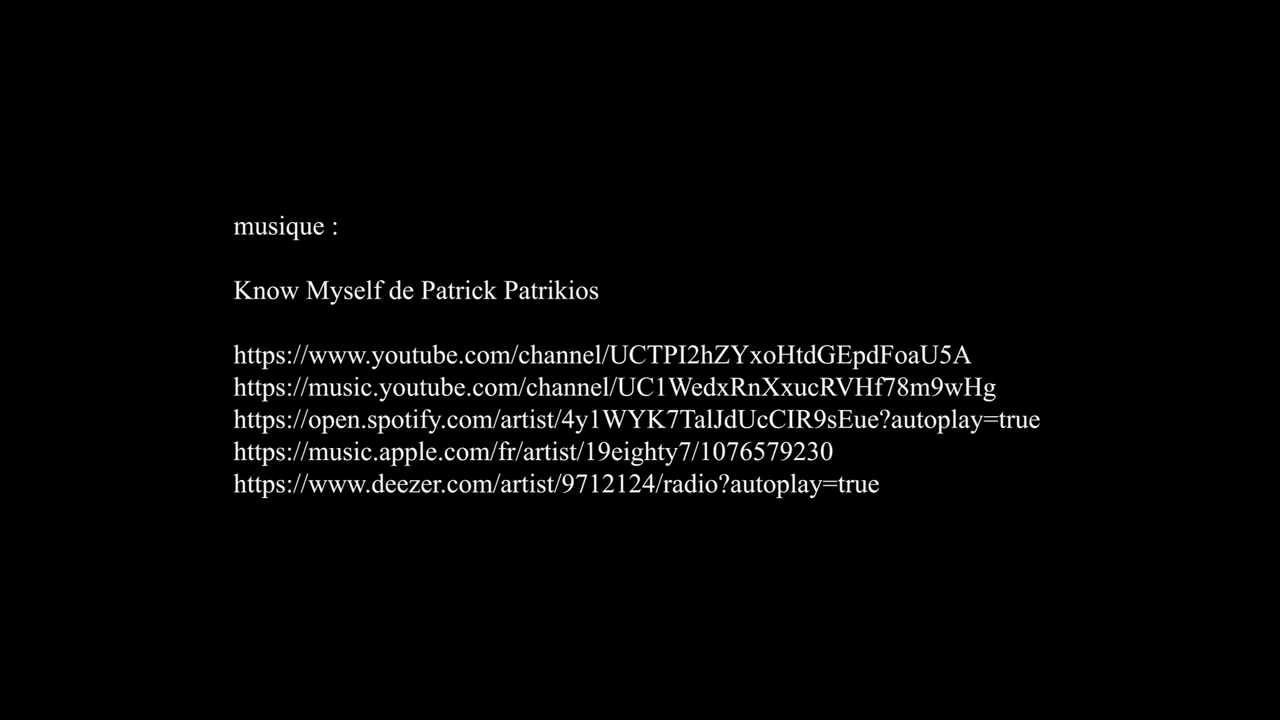 musique :
Know Myself de Patrick Patrikios
https://www.youtube.com/channel/UCTPI2hZYxoHtdGEpdFoaU5A
https://music.youtube.com/channel/UC1WedxRnXxucRVHf78m9wHg
https://open.spotify.com/artist/4y1WYK7TalJdUcCIR9sEue?autoplay=true
https://music.apple.com/fr/artist/19eighty7/1076579230
https://www.deezer.com/artist/9712124/radio?autoplay=true